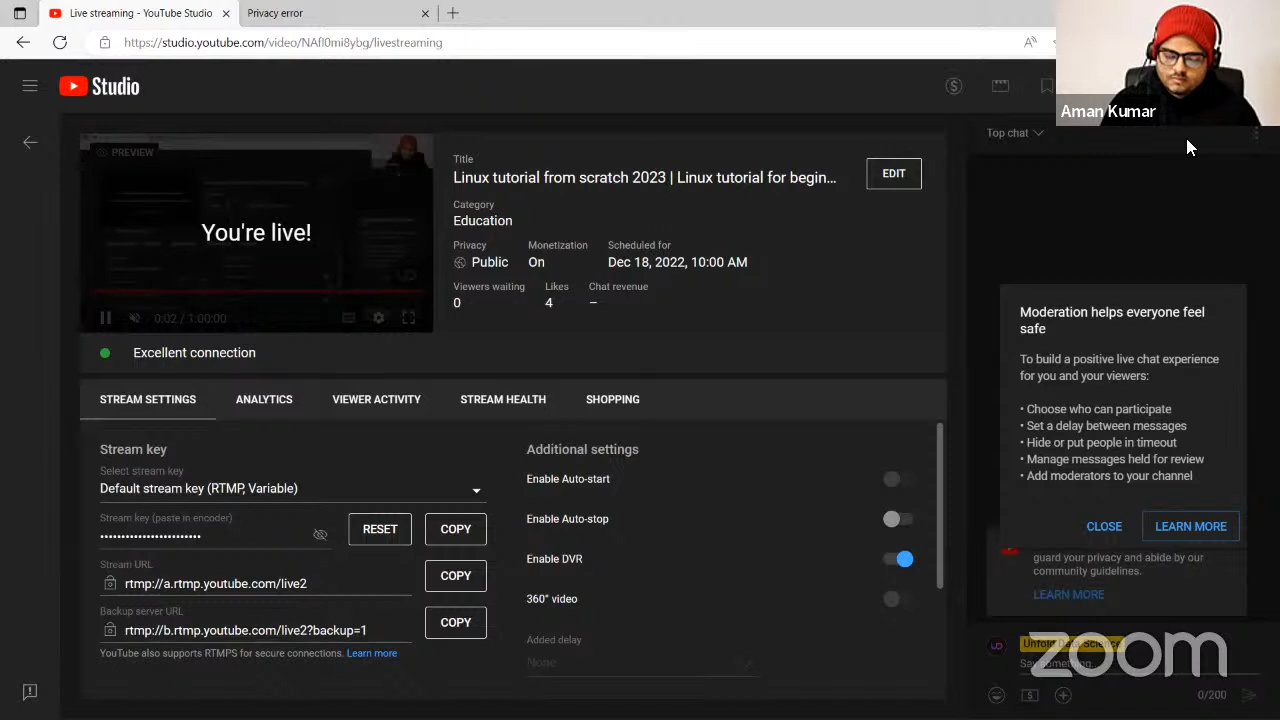 Live streaming - YouTube Studio
Privacy error
https://studio.youtube.com/video/NAfI0mi8ybg/livestreaming
Aman Kumar
Studio
Top chat
PREVIEW
You're live!
0:02 / 1:00:00
Title
Linux tutorial from scratch 2023 | Linux tutorial for begin...
EDIT
Category
Education
Privacy
Monetization
Scheduled for
Public
On
Dec 18, 2022, 10:00 AM
Viewers waiting
Likes
Chat revenue
0
4
–
Excellent connection
STREAM SETTINGS
ANALYTICS
VIEWER ACTIVITY
STREAM HEALTH
SHOPPING
Stream key
Select stream key
Default stream key (RTMP, Variable)
Stream key (paste in encoder)
••••••••••••••••••••••••
RESET
COPY
Stream URL
rtmp://a.rtmp.youtube.com/live2
COPY
Backup server URL
rtmp://b.rtmp.youtube.com/live2?backup=1
COPY
YouTube also supports RTMPS for secure connections. Learn more
Additional settings
Enable Auto-start
Enable Auto-stop
Enable DVR
360° video
Added delay
None
Moderation helps everyone feel
safe
To build a positive live chat experience
for you and your viewers:
• Choose who can participate
• Set a delay between messages
• Hide or put people in timeout
• Manage messages held for review
• Add moderators to your channel
CLOSE
LEARN MORE
guard your privacy and abide by our
community guidelines.
LEARN MORE
Unfold Data Science
Say something...
zoom
0/200